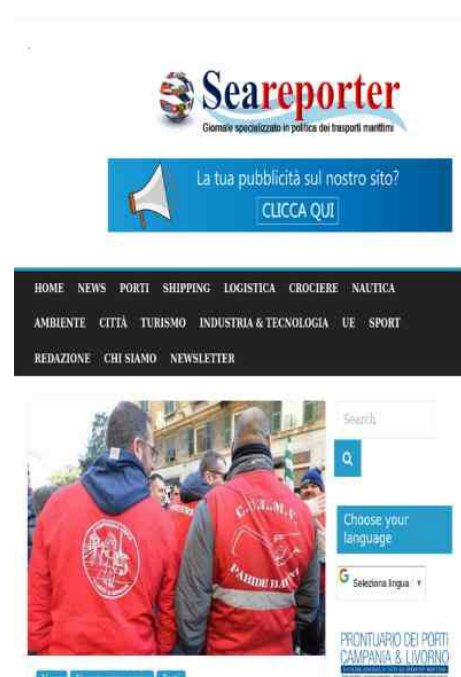 Seareporter
Giornale specializzato in politica dei trasporti marittimi
La tua pubblicità sul nostro sito?
CLICCA QUI
HOME NEWS PORTI SHIPPING LOGISTICA CROCIERE NAUTICA
AMBIENTE CITTÀ TURISMO INDUSTRIA & TECNOLOGIA UE SPORT
REDAZIONE CHI SIAMO NEWSLETTER
Search
C.U.L.M.V.
PARIDE
Choose your
language
G Seleziona lingua ▼
PRONTUARIO DEI PORTI
CAMPANIA & LIVORNO